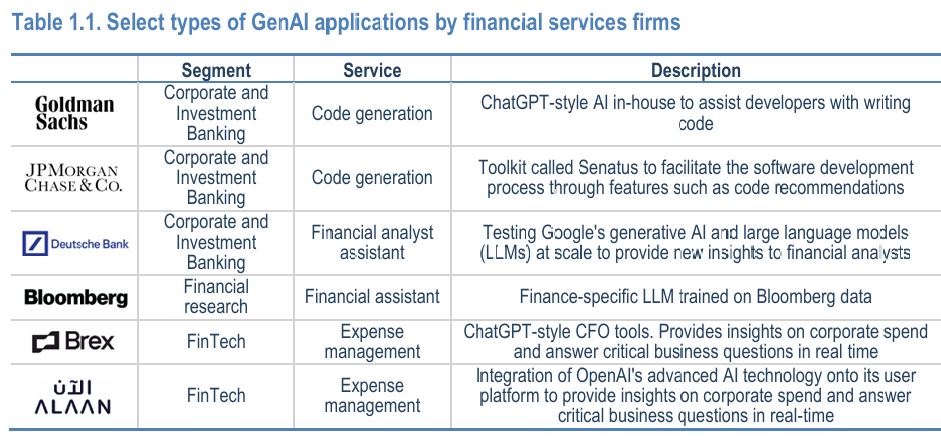 Table 1.1. Select types of GenAI applications by financial services firms
Segment Service Description
Goldman
Sachs
Corporate and
Investment
Banking
Code generation
ChatGPT-style AI in-house to assist developers with writing
code
JPMORGAN
CHASE & CO.
Corporate and
Investment
Banking
Code generation
Toolkit called Senatus to facilitate the software development
process through features such as code recommendations
Deutsche Bank
Corporate and
Investment
Banking
Financial analyst
assistant
Testing Google's generative AI and large language models
(LLMs) at scale to provide new insights to financial analysts
Bloomberg
Financial
research
Financial assistant
Finance-specific LLM trained on Bloomberg data
Brex
FinTech
Expense
management
ChatGPT-style CFO tools. Provides insights on corporate spend
and answer critical business questions in real time
الآن
ALAAN
FinTech
Expense
management
Integration of OpenAI's advanced AI technology onto its user
platform to provide insights on corporate spend and answer
critical business questions in real-time